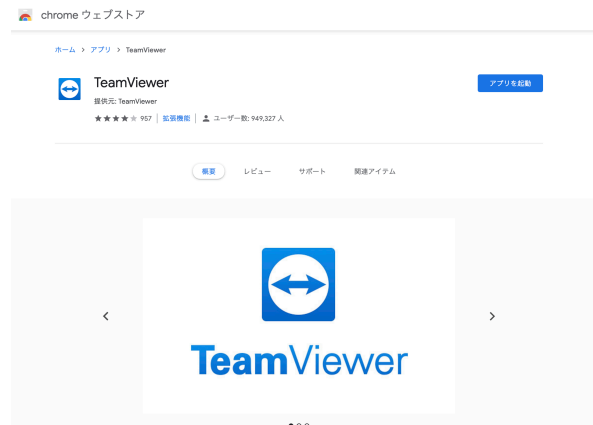 chrome ウェブストア
ホーム > アプリ > TeamViewer
TeamViewer
アプリを起動
提供元: TeamViewer
957 | 拡張機能 | ユーザー数: 949,327 人
概要 レビュー サポート 関連アイテム
TeamViewer